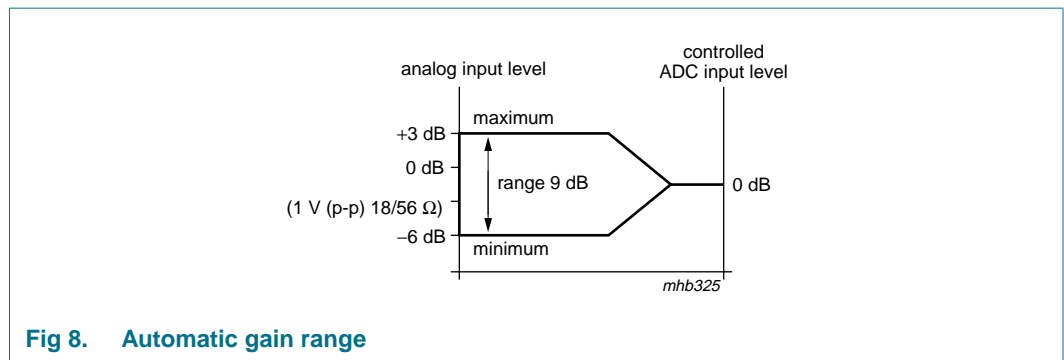 controlled
ADC input level
analog input level
maximum
+3 dB
0 dB
range 9 dB
0 dB
(1 V (p-p) 18/56 Ω)
−6 dB
minimum
mhb325
Fig 8. Automatic gain range